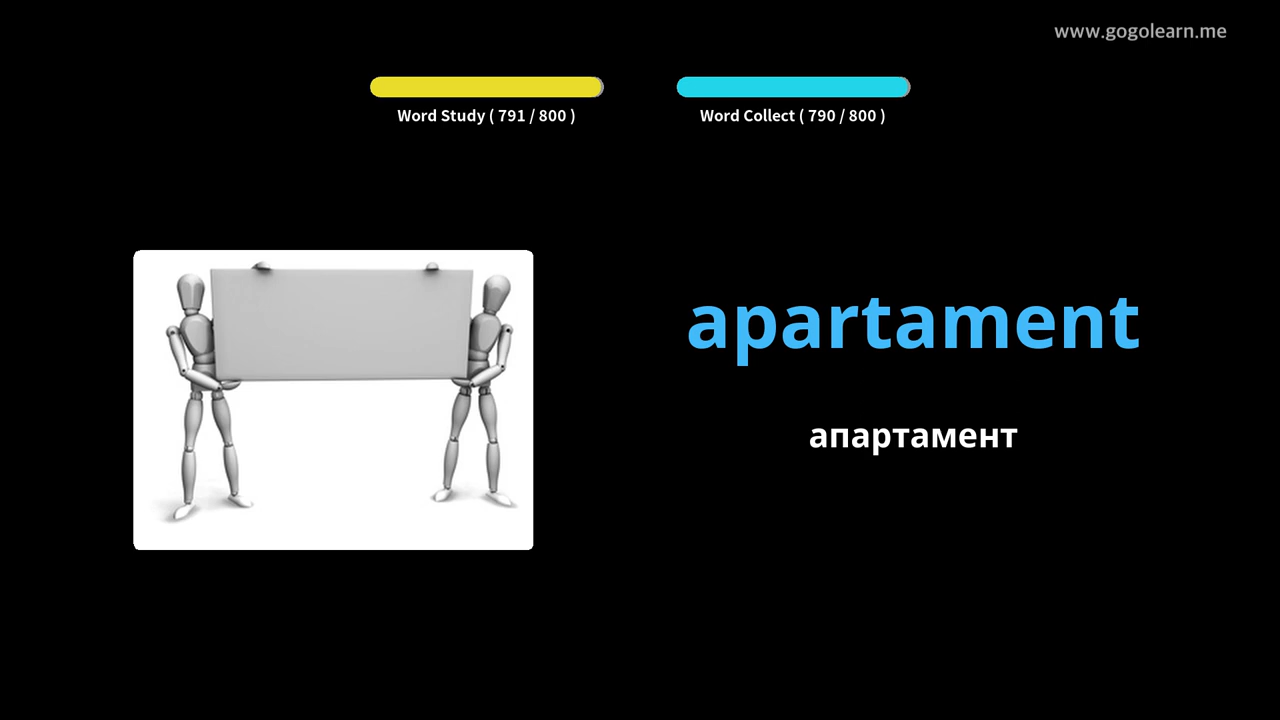 www.gogolearn.me
Word Study ( 791 / 800 )
Word Collect ( 790 / 800 )
apartament
апартамент